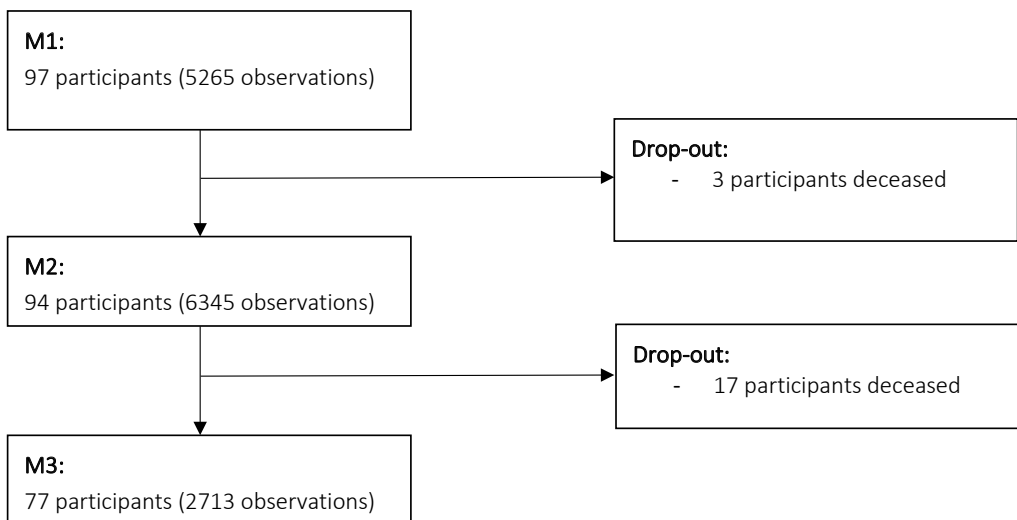 M1:
97 participants (5265 observations)
Drop-out:
- 3 participants deceased
M2:
94 participants (6345 observations)
Drop-out:
- 17 participants deceased
M3:
77 participants (2713 observations)